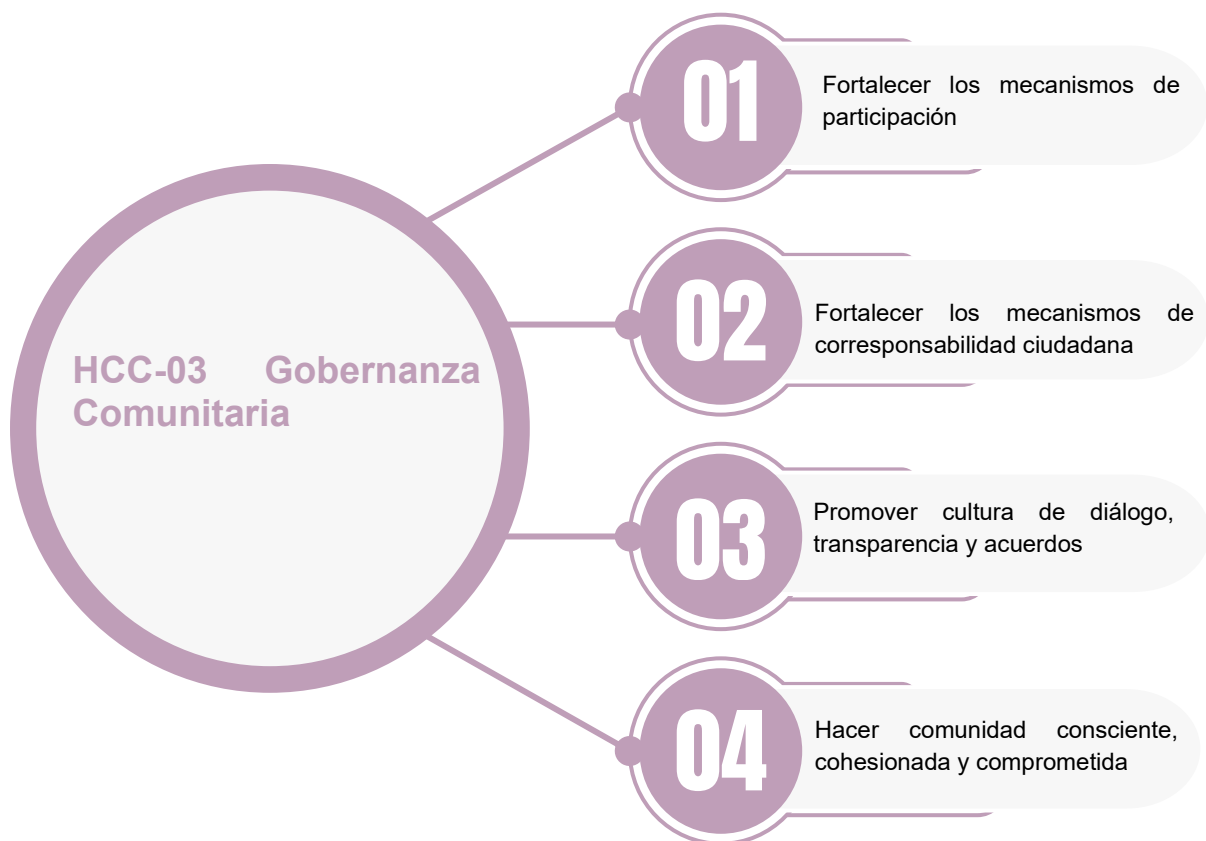 HCC-03 Gobernanza
Comunitaria
01
Fortalecer los mecanismos de
participación
02
Fortalecer los mecanismos de
corresponsabilidad ciudadana
03
Promover cultura de diálogo,
transparencia y acuerdos
04
Hacer comunidad consciente,
cohesionada y comprometida